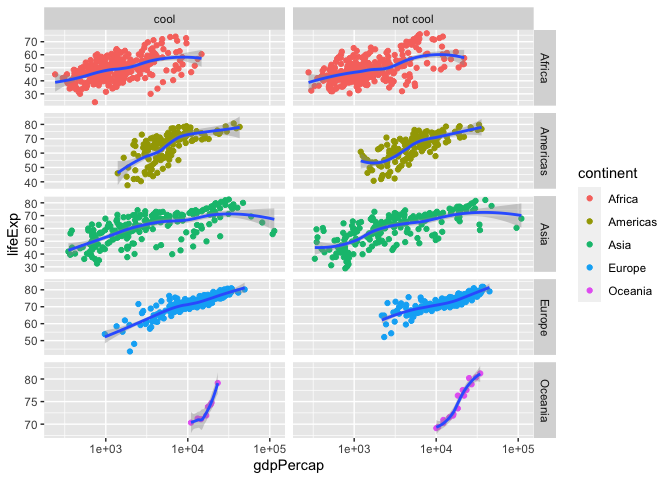 cool not cool
70
60
50
40
30
Africa
80
70
60
50
40
Americas
80
70
60
50
40
30
Asia
80
70
60
50
Europe
80
75
70
Oceania
1e+03 1e+04 1e+05 1e+03 1e+04 1e+05
gdpPercap
lifeExp
continent
Africa
Americas
Asia
Europe
Oceania